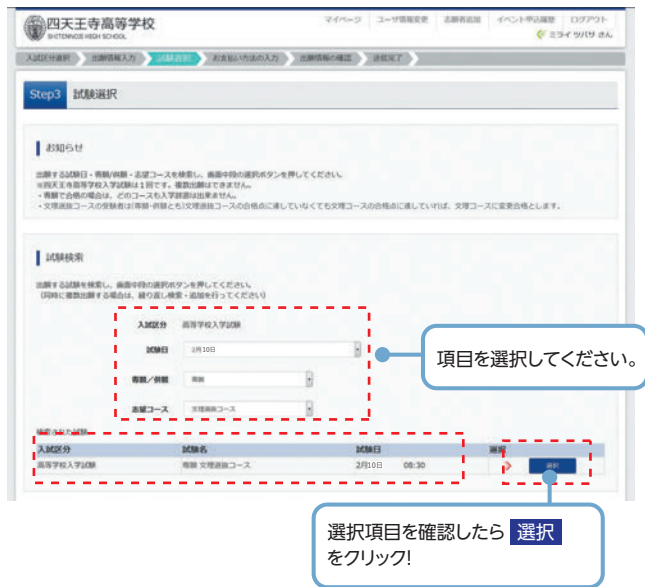 四天王寺高等学校
SHITENNOJI HIGH SCHOOL
マイページ ユーザ情報変更 志願者追加 イベント申込履歴 ログアウト
ミライ ツバサ さん
入試区分選択 出願情報入力 試験選択 お支払い方法の入力 出願情報の確認 送信完了
Step3 試験選択
お知らせ
出願する試験日・専願/併願・志望コースを検索し、画面中段の選択ボタンを押してください。
※四天王寺高等学校入学試験は1回です。複数出願はできません。
・専願で合格の場合は、どのコースも入学辞退は出来ません。
・文理選抜コースの受験者は(専願・併願とも)文理選抜コースの合格点に達していなくても文理コースの合格点に達していれば、文理コースに変更合格とします。
試験検索
出願する試験を検索し、画面中段の選択ボタンを押してください。
(同時に複数出願する場合は、繰り返し検索・追加を行ってください)
入試区分 高等学校入学試験
試験日 2月10日
専願/併願 専願
志望コース 文理選抜コース
項目を選択してください。
検索された試験
入試区分 試験名 試験日 選択
高等学校入学試験 専願 文理選抜コース 2月10日 08:30 選択
選択項目を確認したら 選択
をクリック!